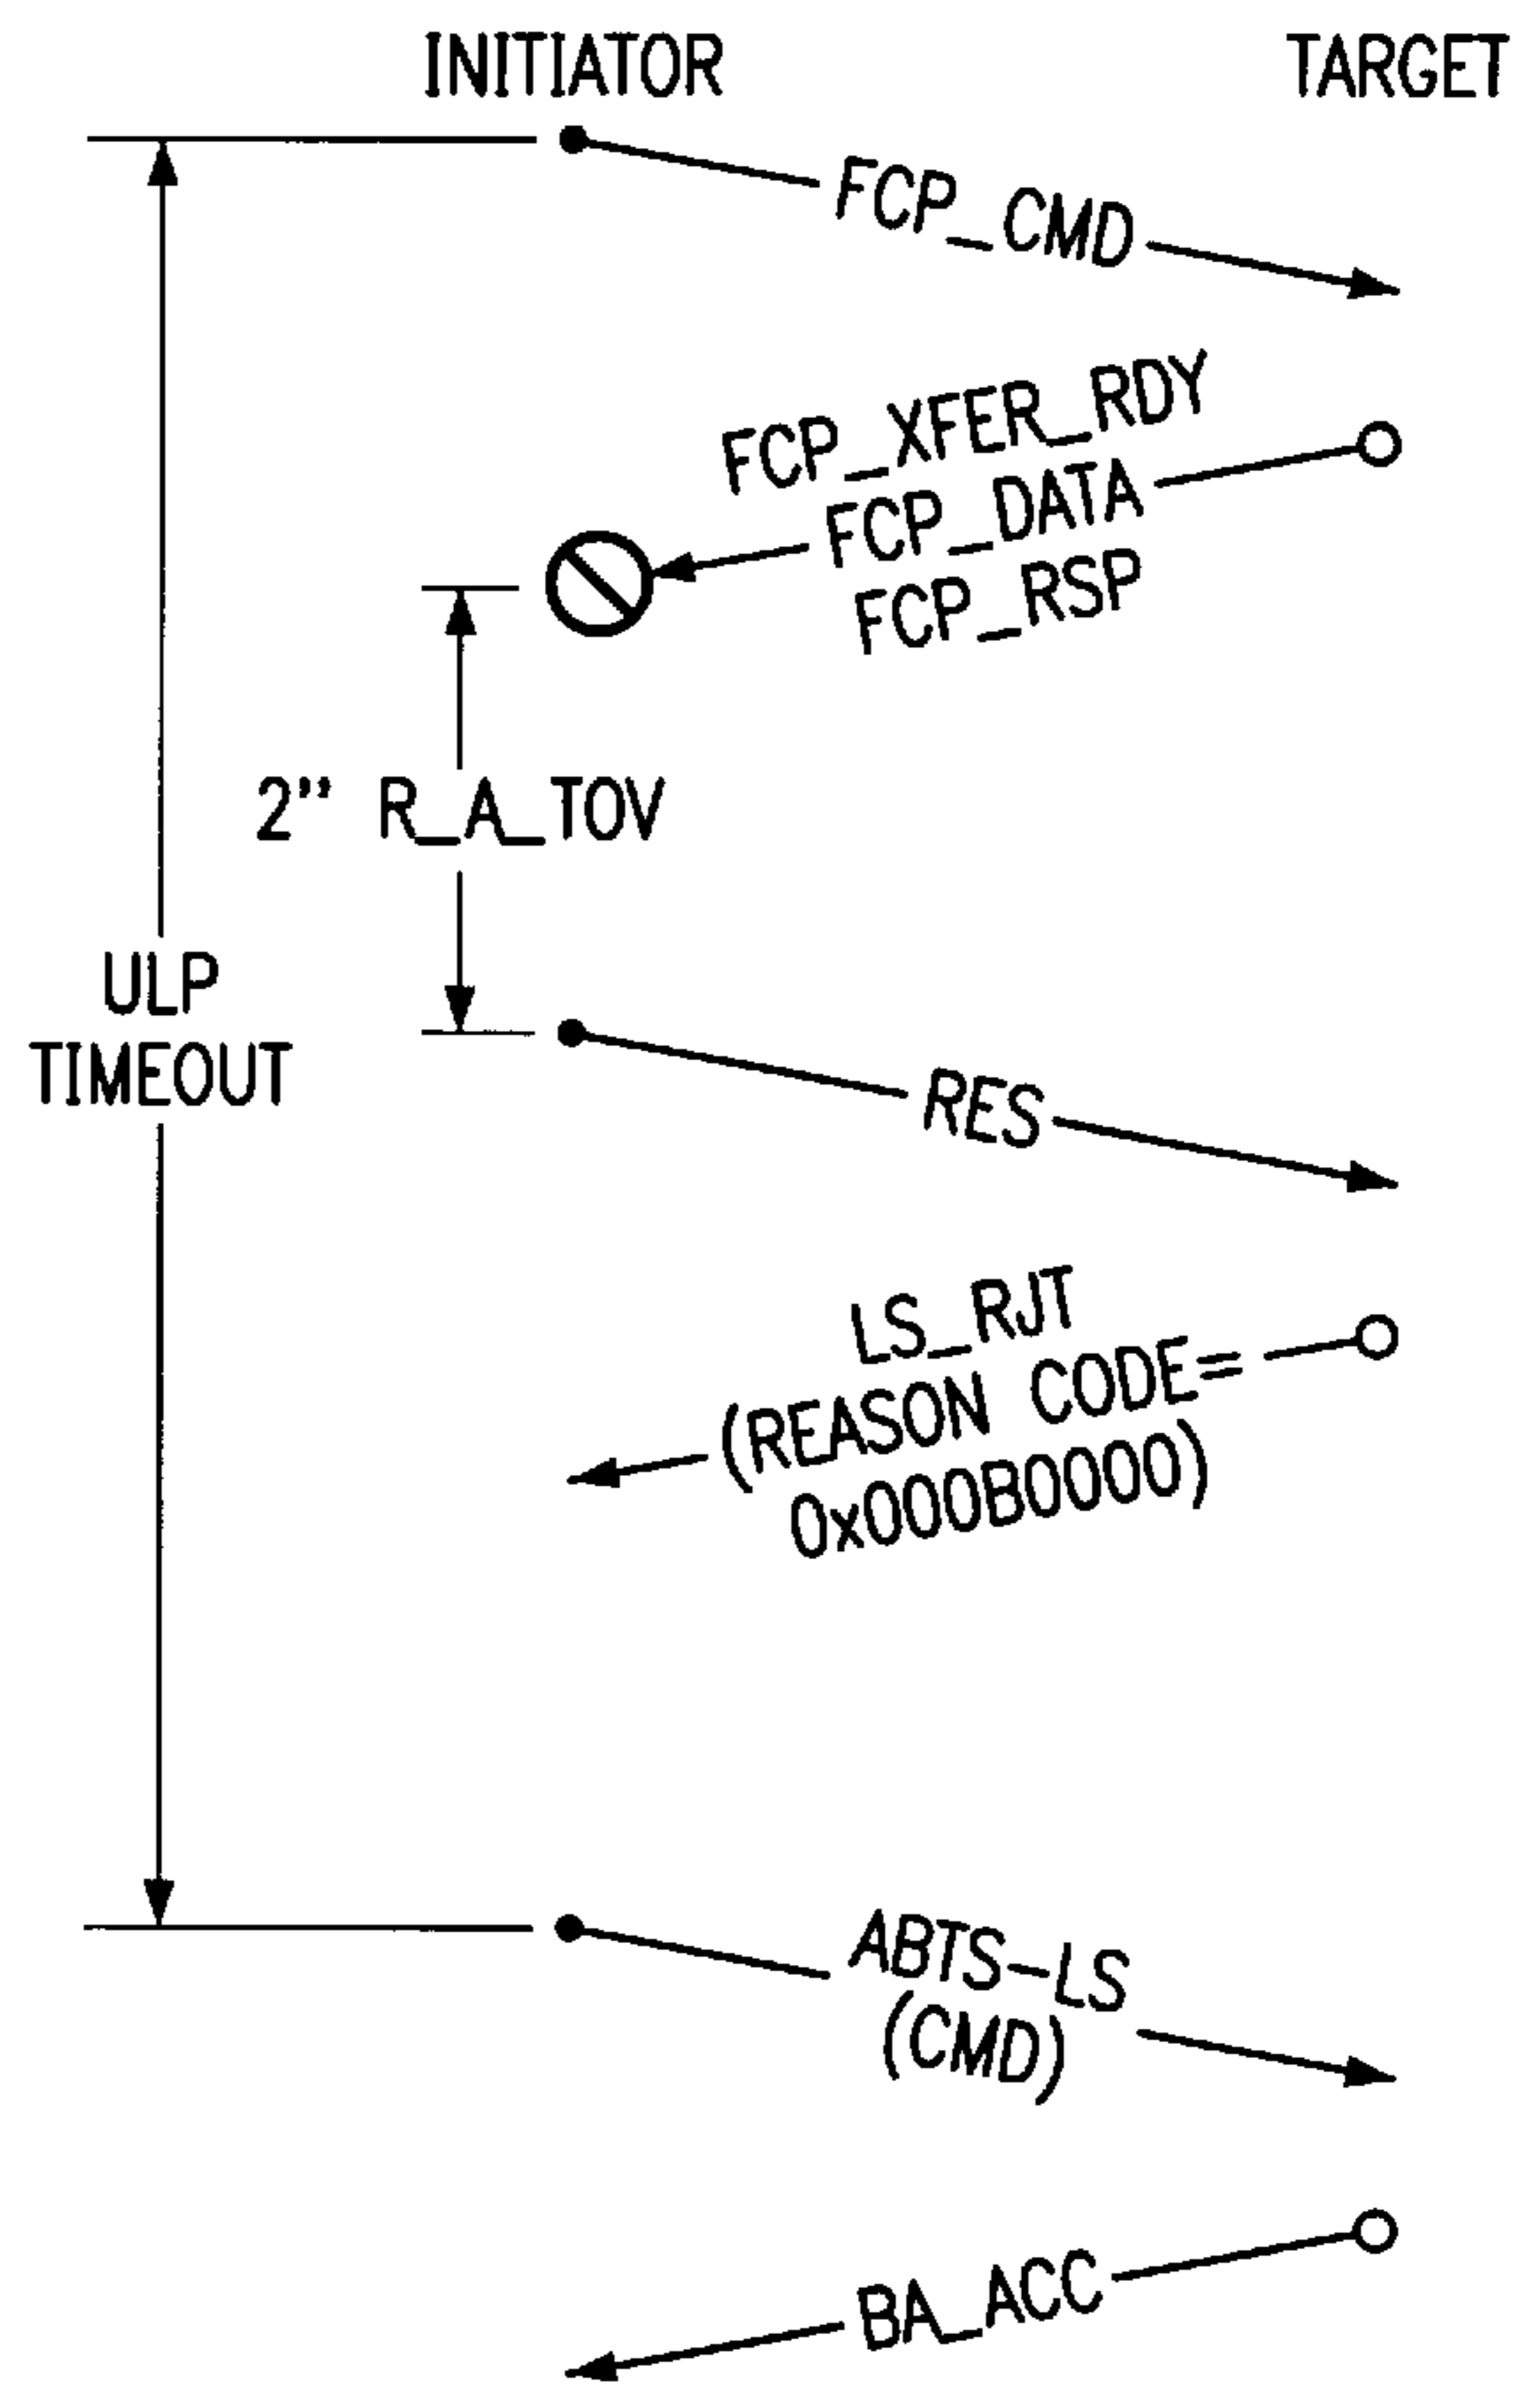 INITIATOR TARGET
FCP_CMD
FCP_XFER_RDY
FCP_DATA
FCP_RSP
2" R_A_TOV
ULP
TIMEOUT
RES
LS_RJT
(REASON CODE=
0x000B0000)
ABTS-LS
(CMD)
BA_ACC